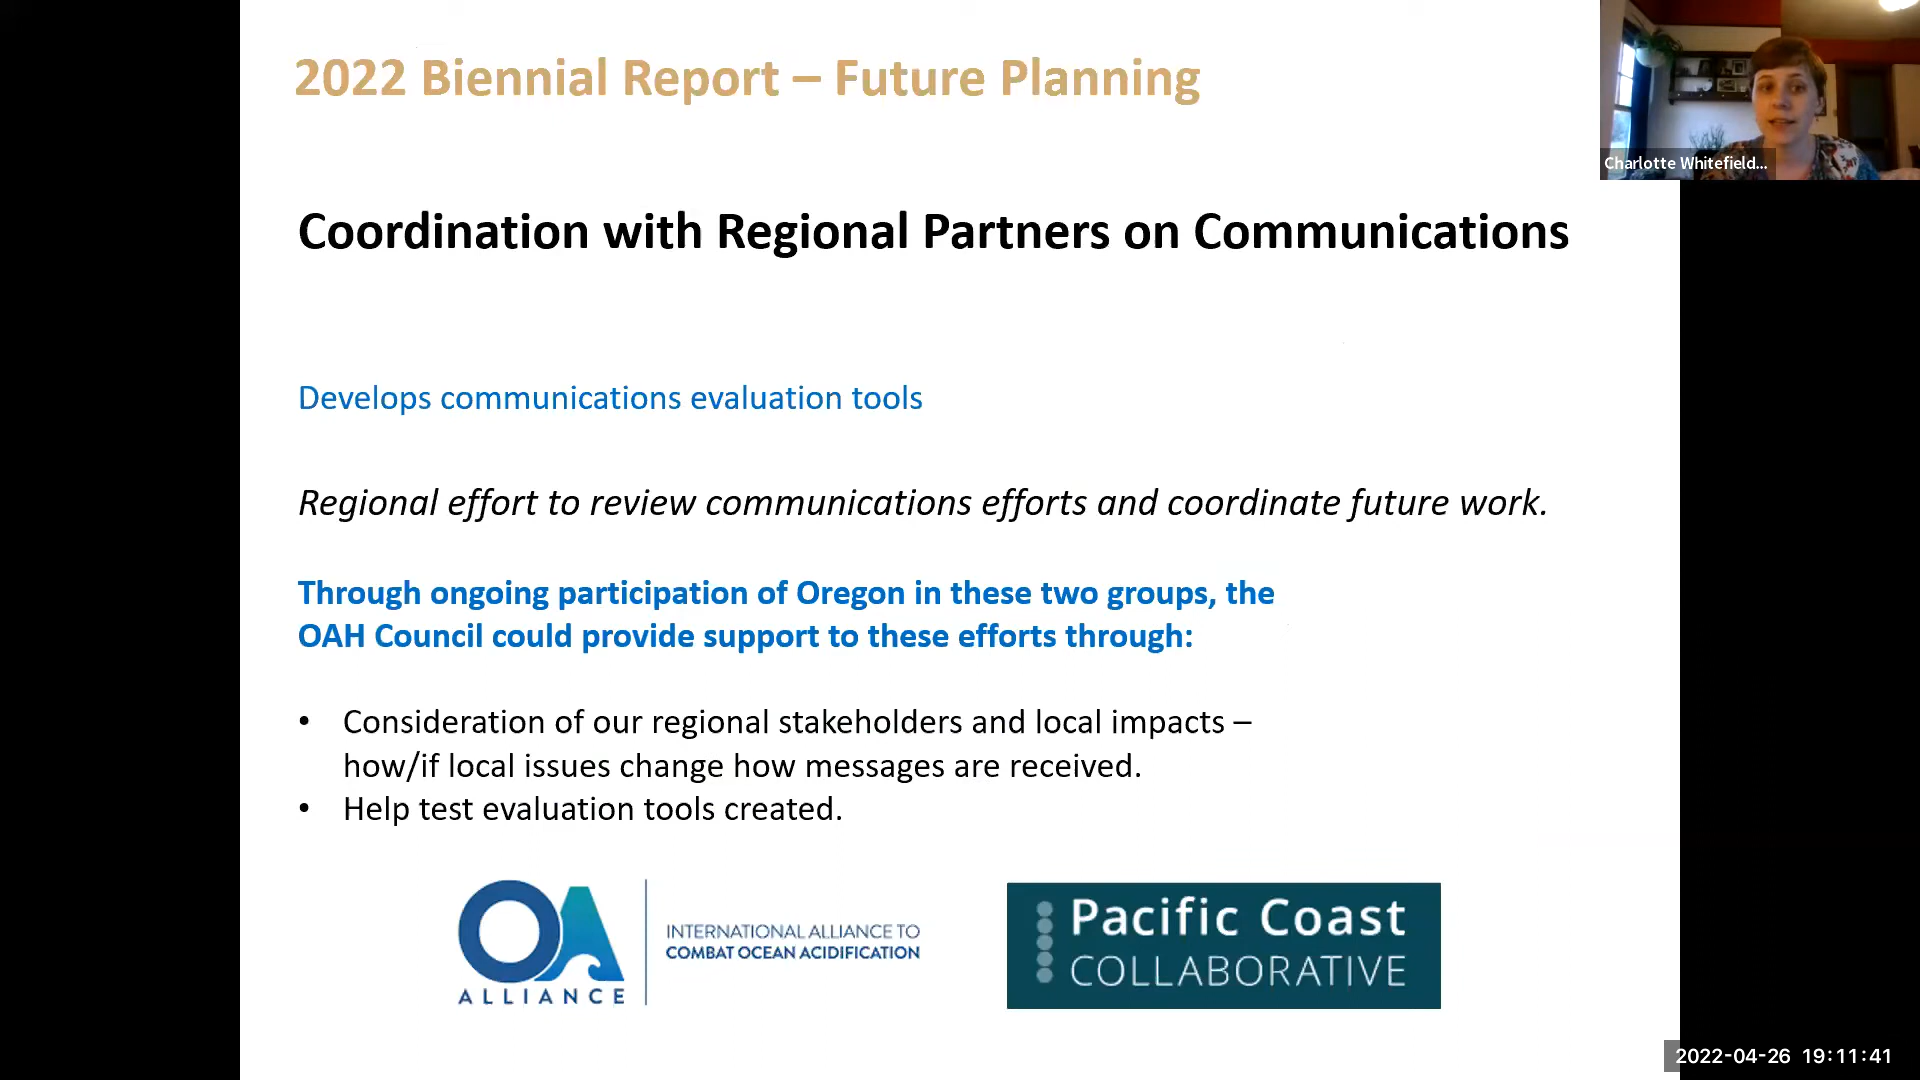 2022 Biennial Report – Future Planning
Charlotte Whitefield...
Coordination with Regional Partners on Communications
Develops communications evaluation tools
Regional effort to review communications efforts and coordinate future work.
Through ongoing participation of Oregon in these two groups, the
OAH Council could provide support to these efforts through:
• Consideration of our regional stakeholders and local impacts –
how/if local issues change how messages are received.
• Help test evaluation tools created.
OA
ALLIANCE
INTERNATIONAL ALLIANCE TO
COMBAT OCEAN ACIDIFICATION
Pacific Coast
COLLABORATIVE
2022-04-26 19:11:41